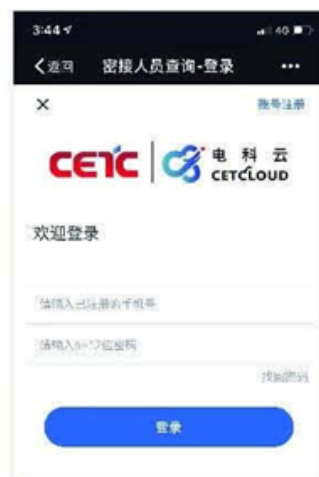 3:44
4G
返回 密接人员查询-登录
账号注册
CETC
电科云
CETCLOUD
欢迎登录
请输入已注册的手机号
请输入6-12位密码
找回密码
登录